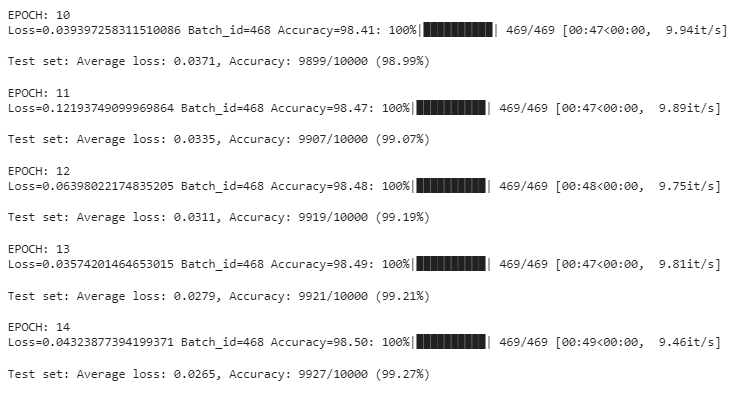 EPOCH: 10
Loss=0.039397258311510086 Batch_id=468 Accuracy=98.41: 100%|██████████| 469/469 [00:47<00:00,  9.94it/s]
Test set: Average loss: 0.0371, Accuracy: 9899/10000 (98.99%)
EPOCH: 11
Loss=0.12193749099969864 Batch_id=468 Accuracy=98.47: 100%|██████████| 469/469 [00:47<00:00,  9.89it/s]
Test set: Average loss: 0.0335, Accuracy: 9907/10000 (99.07%)
EPOCH: 12
Loss=0.06398022174835205 Batch_id=468 Accuracy=98.48: 100%|██████████| 469/469 [00:48<00:00,  9.75it/s]
Test set: Average loss: 0.0311, Accuracy: 9919/10000 (99.19%)
EPOCH: 13
Loss=0.03574201464653015 Batch_id=468 Accuracy=98.49: 100%|██████████| 469/469 [00:47<00:00,  9.81it/s]
Test set: Average loss: 0.0279, Accuracy: 9921/10000 (99.21%)
EPOCH: 14
Loss=0.04323877394199371 Batch_id=468 Accuracy=98.50: 100%|██████████| 469/469 [00:49<00:00,  9.46it/s]
Test set: Average loss: 0.0265, Accuracy: 9927/10000 (99.27%)